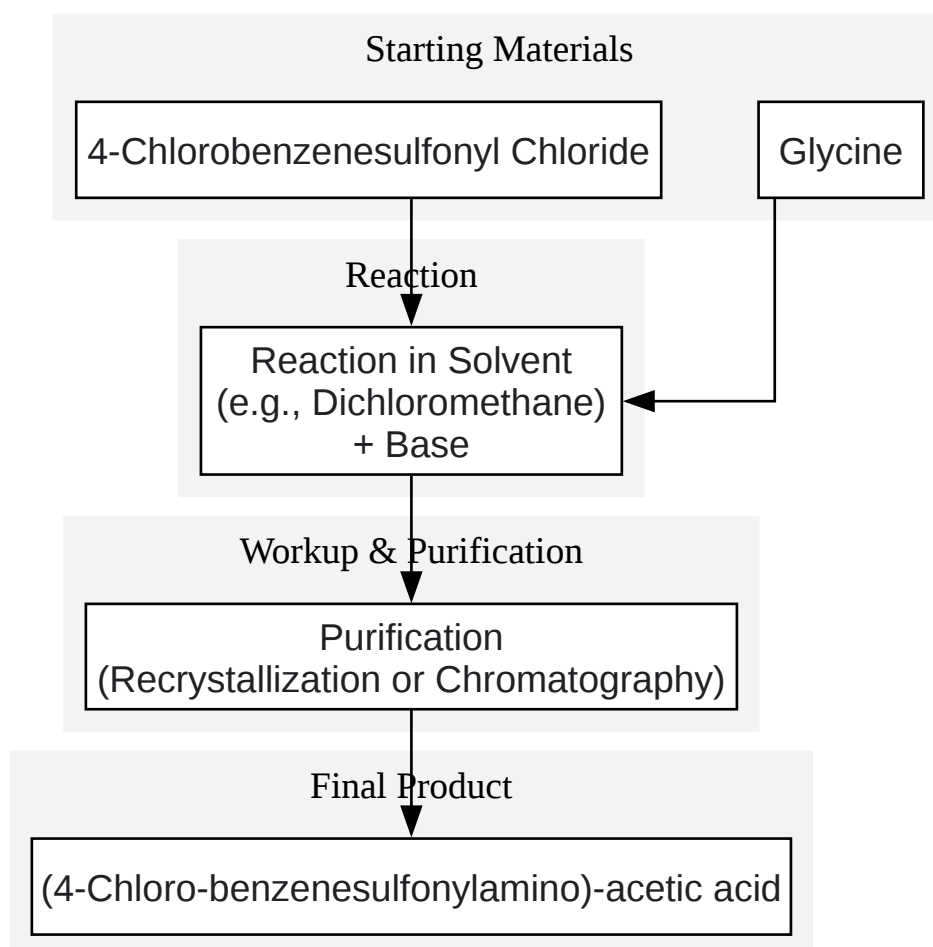 Starting Materials
4-Chlorobenzenesulfonyl Chloride
Glycine
Reaction
Reaction in Solvent
(e.g., Dichloromethane)
+ Base
Workup & Purification
Purification
(Recrystallization or Chromatography)
Final Product
(4-Chloro-benzenesulfonylamino)-acetic acid